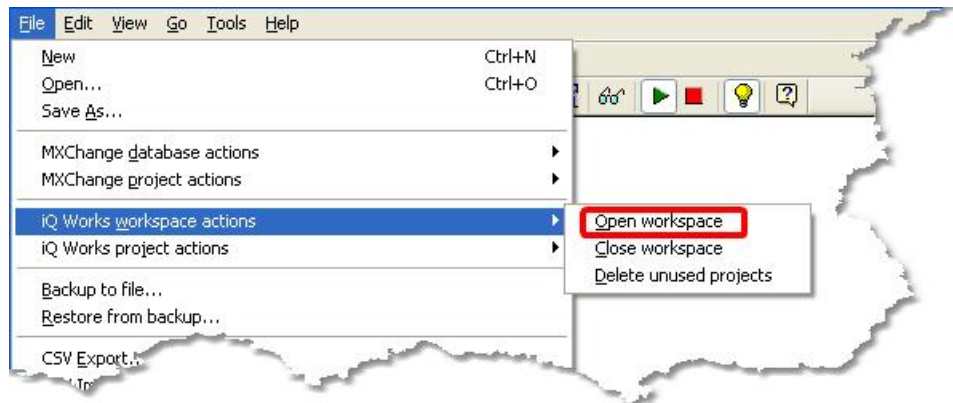 File Edit View Go Tools Help
New Ctrl+N
Open... Ctrl+O
Save As...
MXChange database actions
MXChange project actions
iQ Works workspace actions
iQ Works project actions
Open workspace
Close workspace
Delete unused projects
Backup to file...
Restore from backup...
CSV Export..